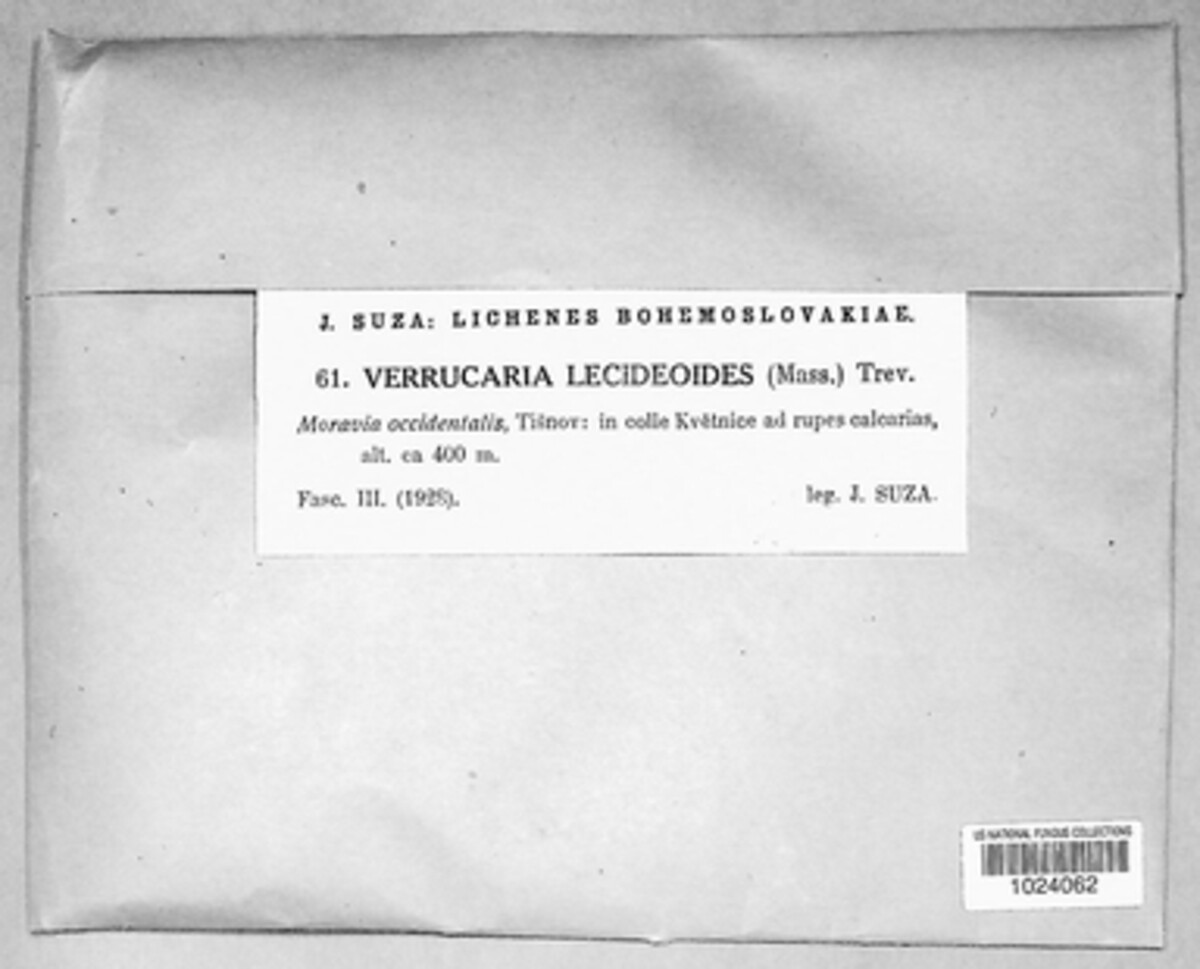 J. SUZA: LICHENES BOHEMOSLOVAKIAE.
61. VERRUCARIA LECIDEOIDES (Mass.) Trev.
Moravia occidentalis, Tišnov: in colle Květnice ad rupes calcarias,
alt. ca 400 m.
Fasc. III. (1928). leg. J. SUZA.
US NATIONAL FUNGUS COLLECTIONS
1024062